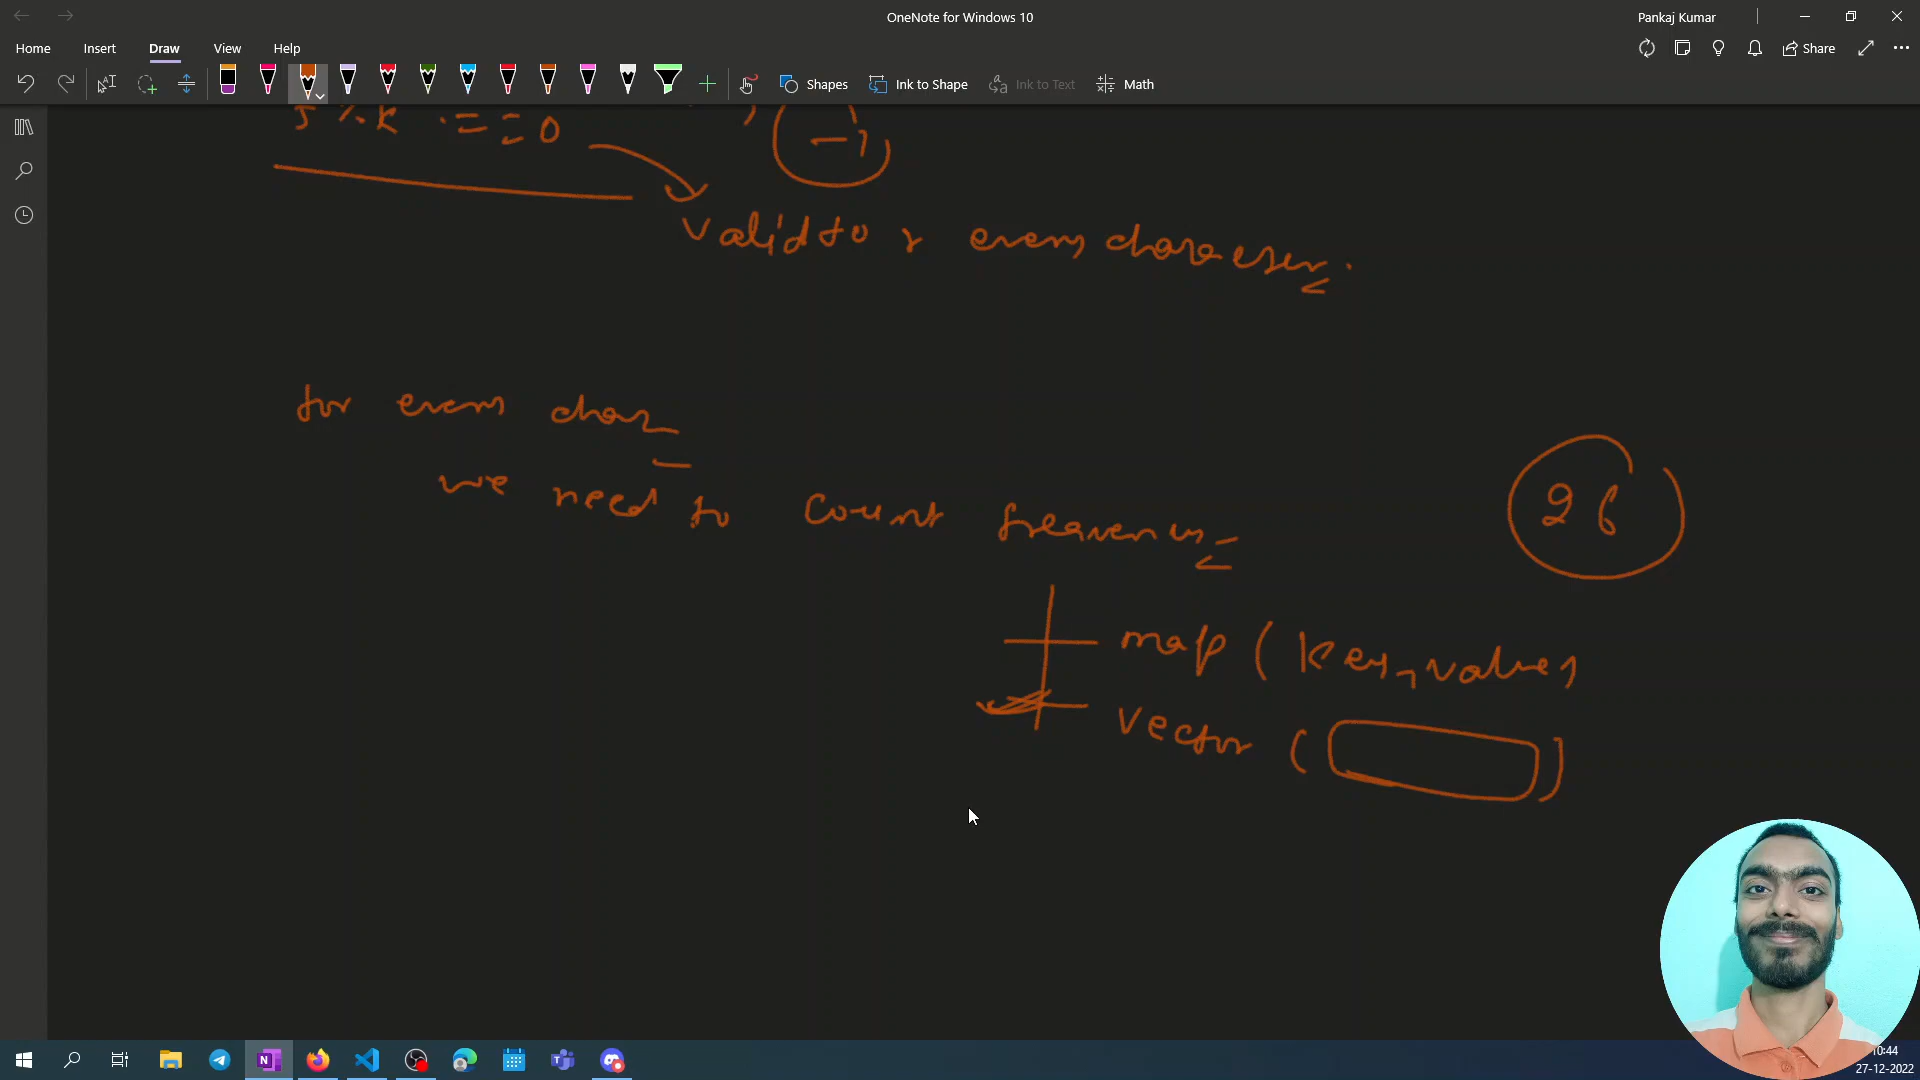 OneNote for Windows 10
Pankaj Kumar
Home Insert Draw View Help
Share
Shapes Ink to Shape Ink to Text Math
5 % k == 0
-1
valid for every character.
for every char
we need to count frequency
26
map (key, value)
vector ( )
10:44
27-12-2022